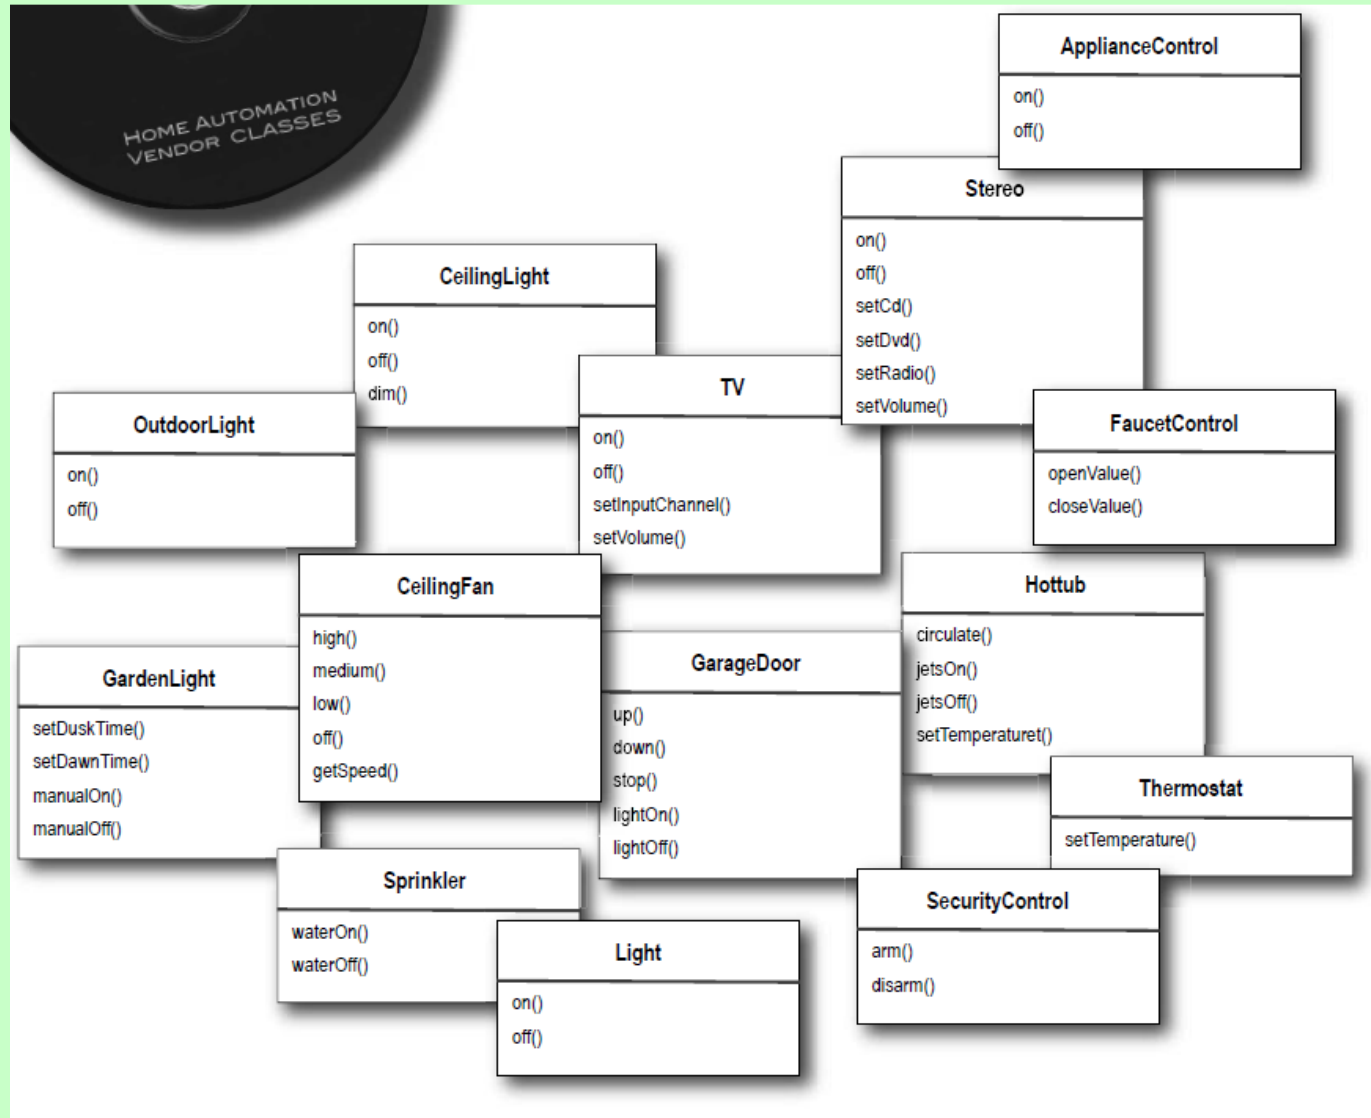 HOME AUTOMATION
VENDOR CLASSES
ApplianceControl
on()
off()
Stereo
on()
off()
setCd()
setDvd()
setRadio()
setVolume()
CeilingLight
on()
off()
dim()
TV
on()
off()
setInputChannel()
setVolume()
OutdoorLight
on()
off()
FaucetControl
openValue()
closeValue()
CeilingFan
high()
medium()
low()
off()
getSpeed()
Hottub
circulate()
jetsOn()
jetsOff()
setTemperaturet()
GardenLight
setDuskTime()
setDawnTime()
manualOn()
manualOff()
GarageDoor
up()
down()
stop()
lightOn()
lightOff()
Thermostat
setTemperature()
Sprinkler
waterOn()
waterOff()
Light
on()
off()
SecurityControl
arm()
disarm()